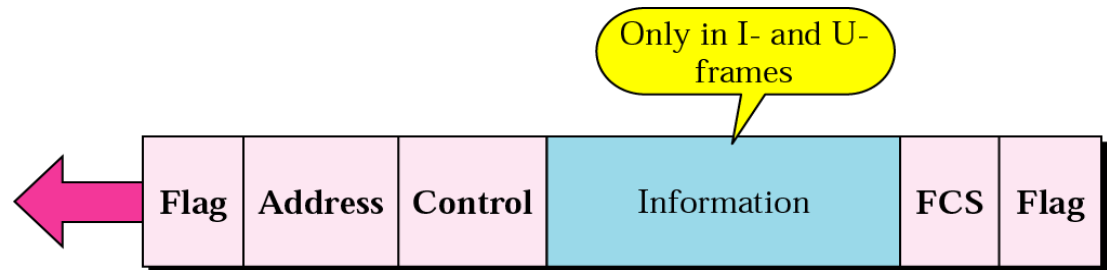 Only in I- and U-
frames
Flag Address Control Information FCS Flag